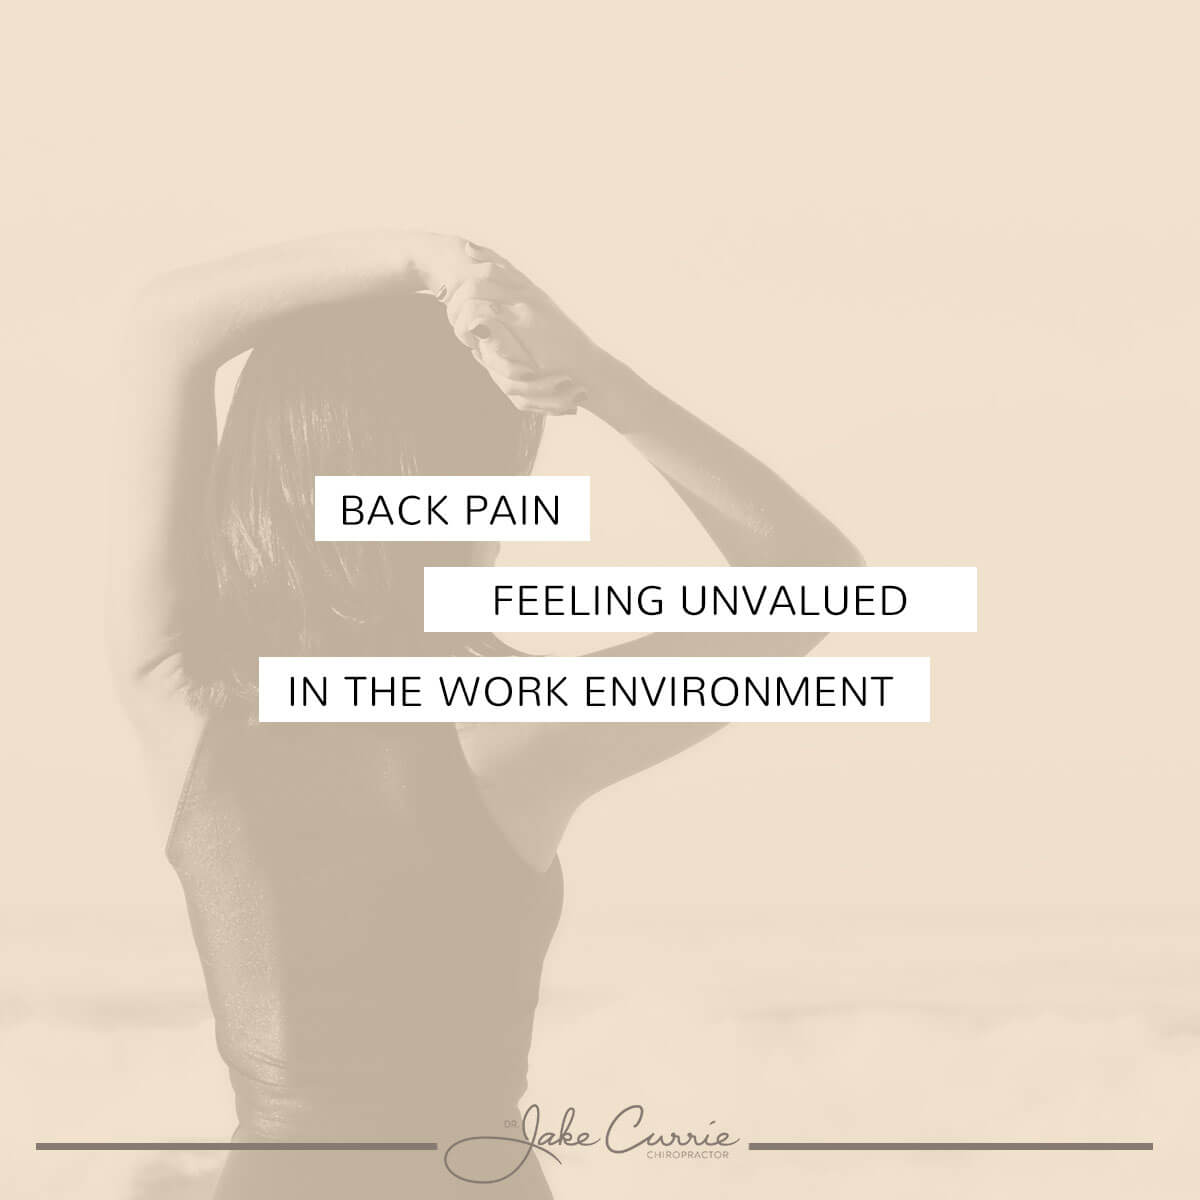 BACK PAIN
FEELING UNVALUED
IN THE WORK ENVIRONMENT
DR. Jake Currie
CHIROPRACTOR